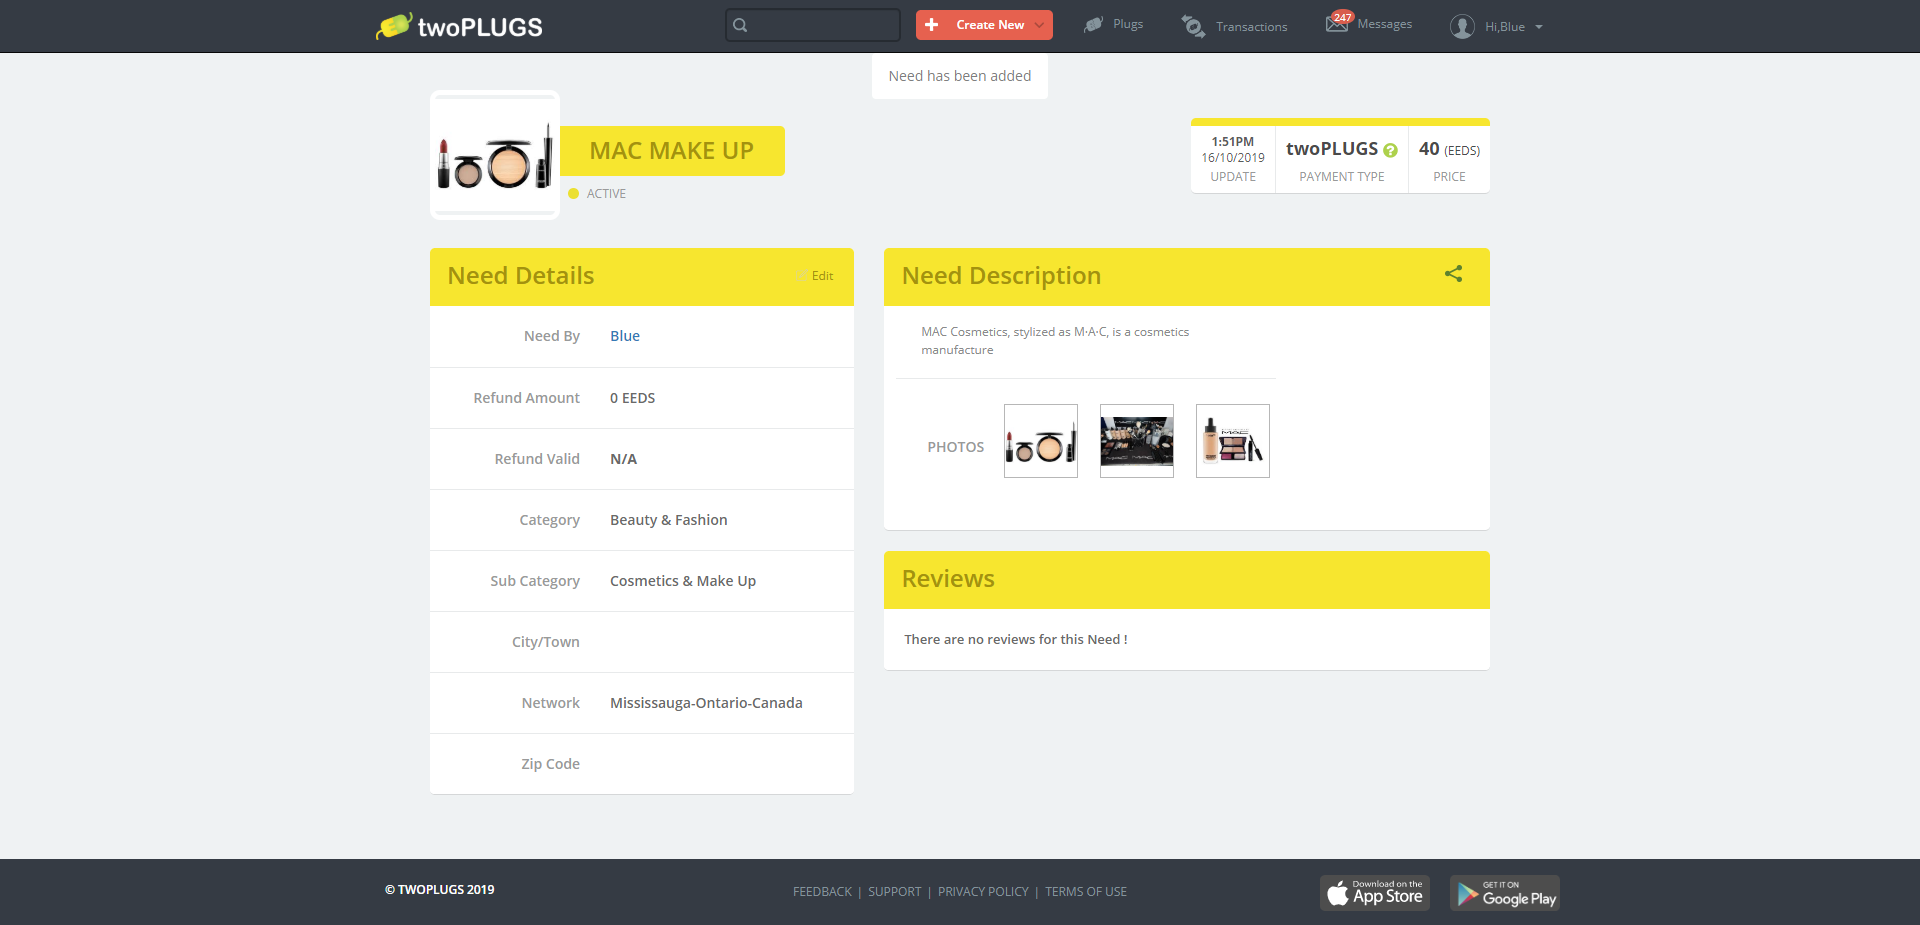 twoPLUGS
Create New
Plugs
Transactions
247
Messages
Hi,Blue
Need has been added
MAC MAKE UP
ACTIVE
1:51PM
16/10/2019
UPDATE
twoPLUGS ?
PAYMENT TYPE
40 (EEDS)
PRICE
Need Details
Edit
Need By Blue
Refund Amount 0 EEDS
Refund Valid N/A
Category Beauty & Fashion
Sub Category Cosmetics & Make Up
City/Town
Network Mississauga-Ontario-Canada
Zip Code
Need Description
MAC Cosmetics, stylized as M·A·C, is a cosmetics
manufacture
PHOTOS
Reviews
There are no reviews for this Need !
© TWOPLUGS 2019
FEEDBACK | SUPPORT | PRIVACY POLICY | TERMS OF USE
Download on the
App Store
GET IT ON
Google Play